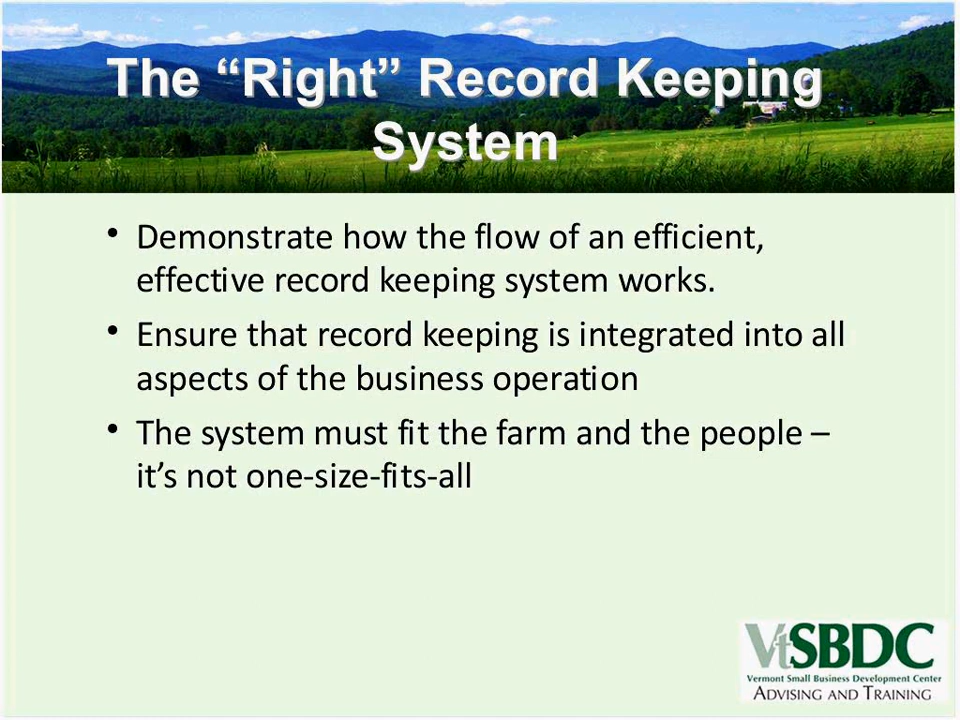 The “Right” Record Keeping
System
• Demonstrate how the flow of an efficient,
effective record keeping system works.
• Ensure that record keeping is integrated into all
aspects of the business operation
• The system must fit the farm and the people –
it’s not one-size-fits-all
VtSBDC
Vermont Small Business Development Center
ADVISING AND TRAINING